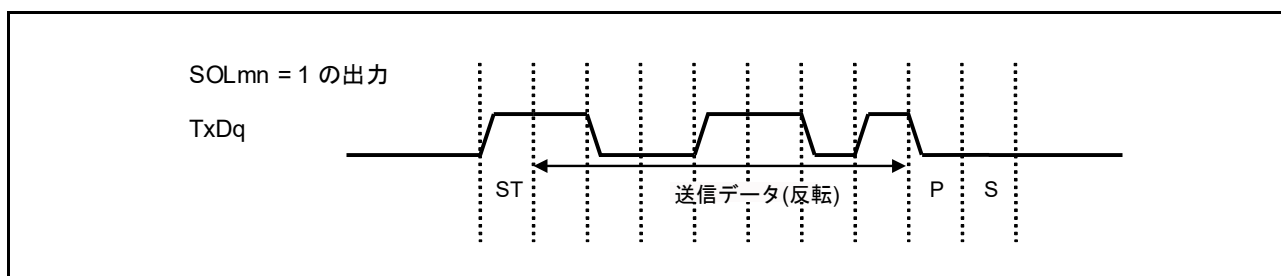 SOLmn = 1 の出力
TxDq
ST
送信データ(反転)
P
S